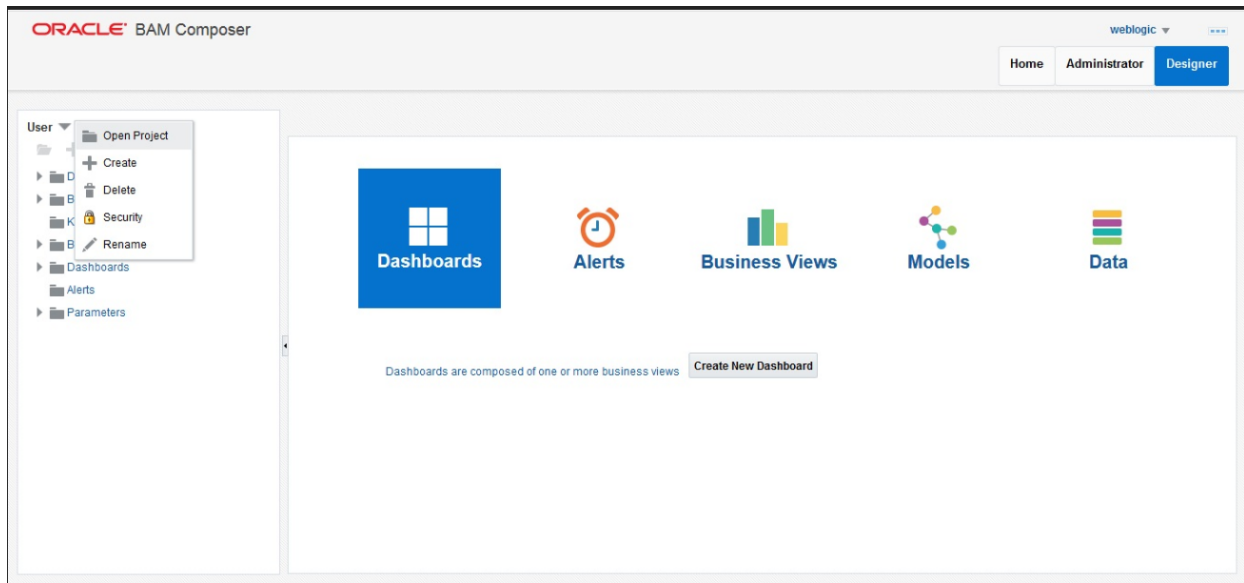 ORACLE BAM Composer
weblogic
Home Administrator Designer
User
Open Project
Create
Delete
Security
Rename
D
B
K
B
Dashboards
Alerts
Parameters
Dashboards
Alerts
Business Views
Models
Data
Dashboards are composed of one or more business views
Create New Dashboard